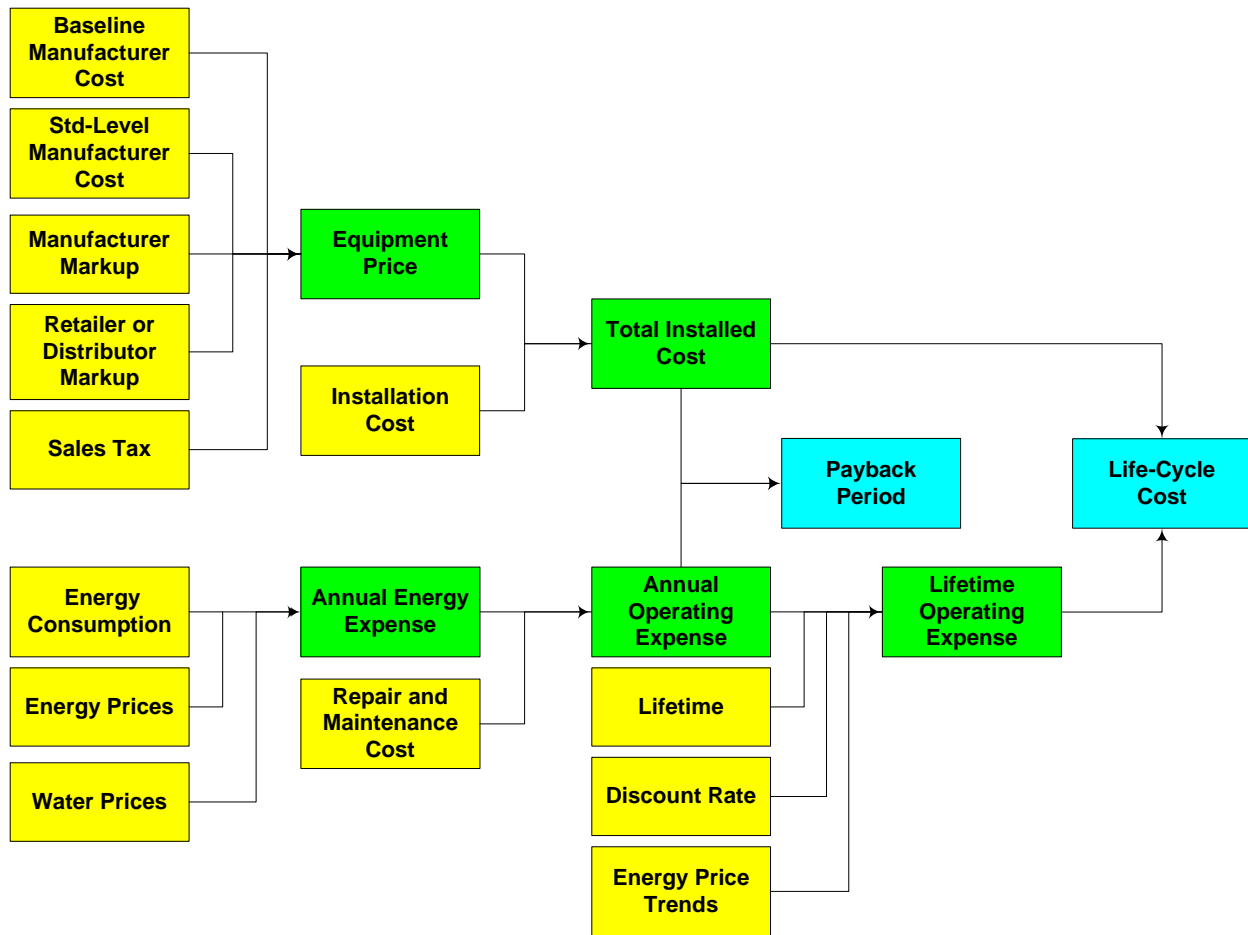 Baseline
Manufacturer
Cost
Std-Level
Manufacturer
Cost
Manufacturer
Markup
Retailer or
Distributor
Markup
Sales Tax
Equipment
Price
Installation
Cost
Total Installed
Cost
Payback
Period
Life-Cycle
Cost
Energy
Consumption
Energy Prices
Water Prices
Annual Energy
Expense
Repair and
Maintenance
Cost
Annual
Operating
Expense
Lifetime
Discount Rate
Energy Price
Trends
Lifetime
Operating
Expense